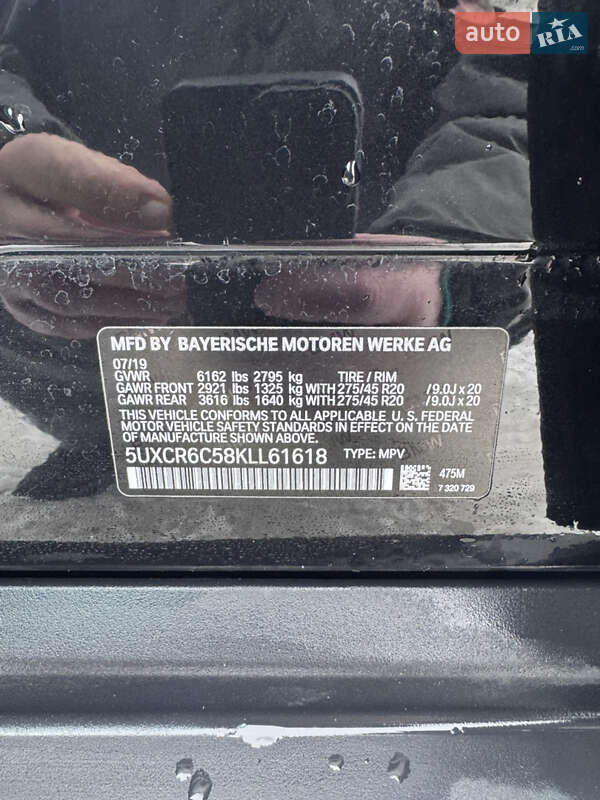 auto RIA .com
MFD BY BAYERISCHE MOTOREN WERKE AG
07/19
GVWR 6162 lbs 2795 kg TIRE / RIM
GAWR FRONT 2921 lbs 1325 kg WITH 275/45 R20 /9.0J x 20
GAWR REAR 3616 lbs 1640 kg WITH 275/45 R20 /9.0J x 20
THIS VEHICLE CONFORMS TO ALL APPLICABLE U. S. FEDERAL
MOTOR VEHICLE SAFETY STANDARDS IN EFFECT ON THE DATE
OF MANUFACTURE SHOWN ABOVE.
5UXCR6C58KLL61618 TYPE: MPV
475M
7 320 729